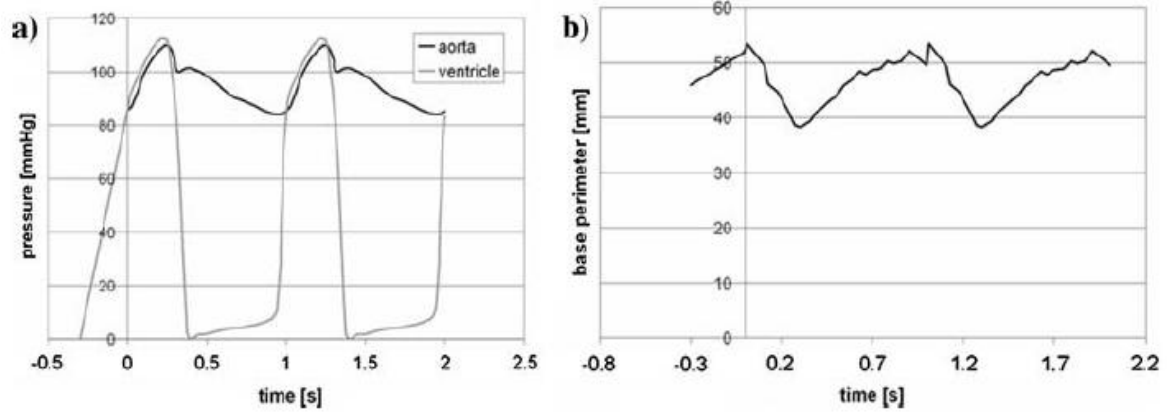 a)
pressure [mmHg]
120
100
80
60
40
20
0
-0.5 0 0.5 1 1.5 2 2.5
time [s]
aorta
ventricle
b)
base perimeter [mm]
60
50
40
30
20
10
0
-0.8 -0.3 0.2 0.7 1.2 1.7 2.2
time [s]